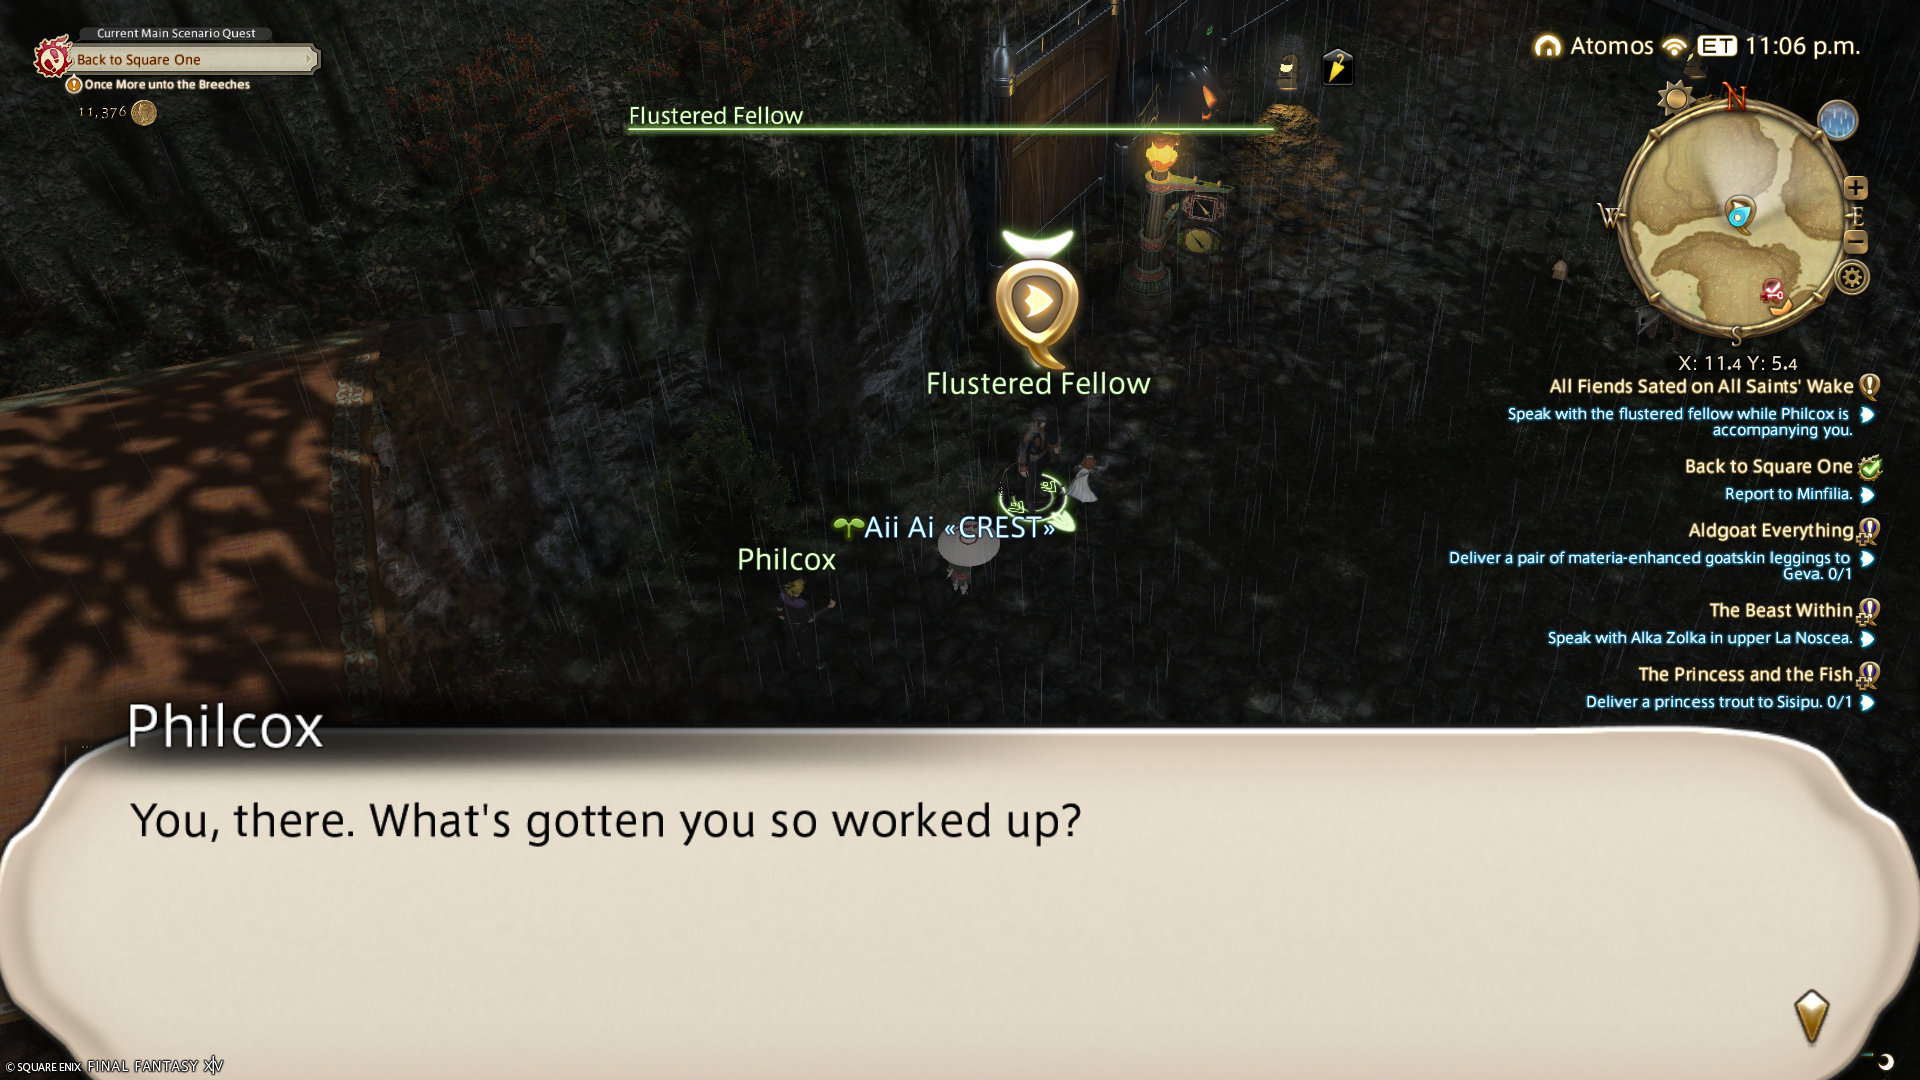 Current Main Scenario Quest
Back to Square One
Once More unto the Breeches
11,376
Flustered Fellow
Atomos ET 11:06 p.m.
N
W
E
S
X: 11.4 Y: 5.4
All Fiends Sated on All Saints' Wake
Speak with the flustered fellow while Philcox is
accompanying you.
Back to Square One
Report to Minfilia.
Aldgoat Everything
Deliver a pair of materia-enhanced goatskin leggings to
Geva. 0/1
The Beast Within
Speak with Alka Zolka in upper La Noscea.
The Princess and the Fish
Deliver a princess trout to Sisipu. 0/1
Flustered Fellow
Aii Ai «CREST»
Philcox
Philcox
You, there. What's gotten you so worked up?
© SQUARE ENIX FINAL FANTASY XIV